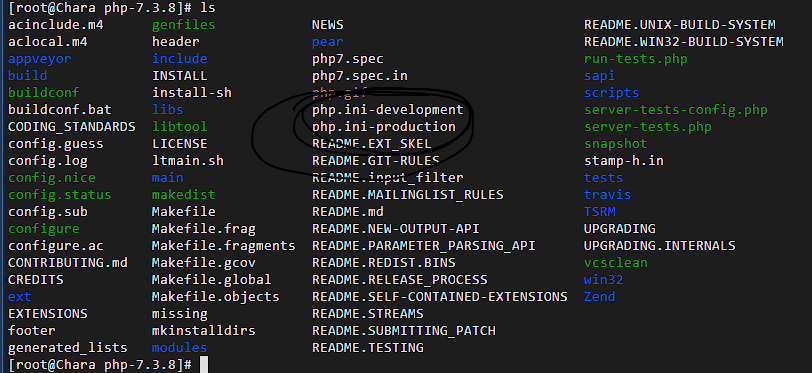 [root@Chara php-7.3.8]# ls
acinclude.m4 genfiles NEWS README.UNIX-BUILD-SYSTEM
aclocal.m4 header pear README.WIN32-BUILD-SYSTEM
appveyor include php7.spec run-tests.php
build INSTALL php7.spec.in sapi
buildconf install-sh php.gif scripts
buildconf.bat libs php.ini-development server-tests-config.php
CODING_STANDARDS libtool php.ini-production server-tests.php
config.guess LICENSE README.EXT_SKEL snapshot
config.log ltmain.sh README.GIT-RULES stamp-h.in
config.nice main README.input_filter tests
config.status makedist README.MAILINGLIST_RULES travis
config.sub Makefile README.md TSRM
configure Makefile.frag README.NEW-OUTPUT-API UPGRADING
configure.ac Makefile.fragments README.PARAMETER_PARSING_API UPGRADING.INTERNALS
CONTRIBUTING.md Makefile.gcov README.REDIST.BINS vcsclean
CREDITS Makefile.global README.RELEASE_PROCESS win32
ext Makefile.objects README.SELF-CONTAINED-EXTENSIONS Zend
EXTENSIONS missing README.STREAMS
footer mkinstalldirs README.SUBMITTING_PATCH
generated_lists modules README.TESTING
[root@Chara php-7.3.8]#